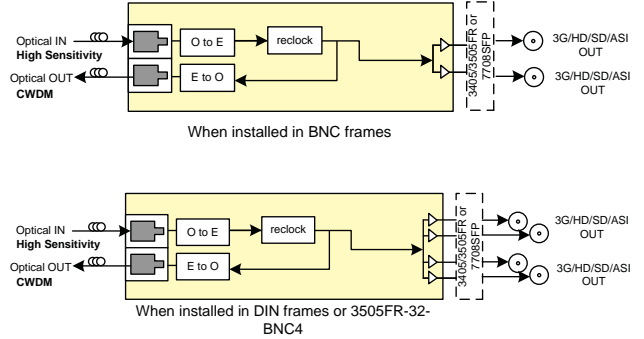 Optical IN
High Sensitivity
Optical OUT
CWDM
O to E
E to O
reclock
3405/3505FR or
7708SFP
3G/HD/SD/ASI
OUT
3G/HD/SD/ASI
OUT
When installed in BNC frames
Optical IN
High Sensitivity
Optical OUT
CWDM
O to E
E to O
reclock
3405/3505FR or
7708SFP
3G/HD/SD/ASI
OUT
3G/HD/SD/ASI
OUT
When installed in DIN frames or 3505FR-32-
BNC4